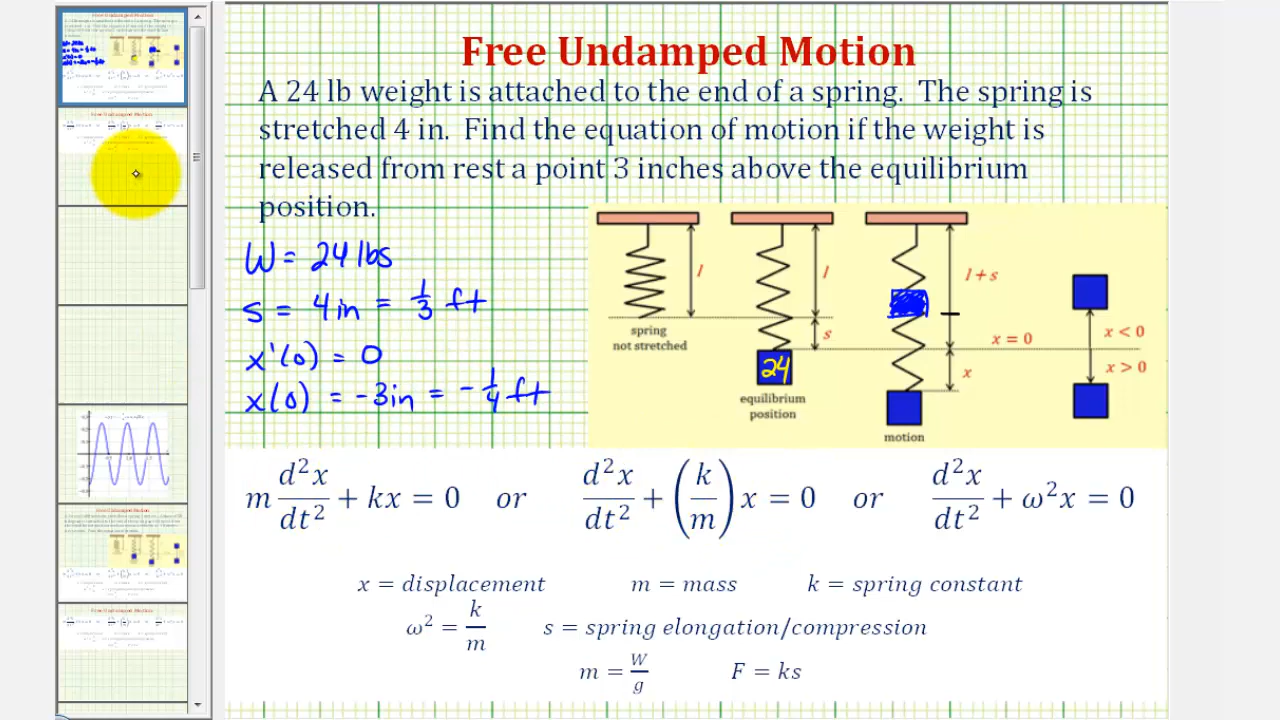 Free Undamped Motion
A 24 lb weight is attached to the end of a spring.  The spring is
stretched 4 in.  Find the equation of motion if the weight is
released from rest a point 3 inches above the equilibrium
position.
W = 24 lbs
s = 4in = 1/3 ft
x'(0) = 0
x(0) = -3in = -1/4 ft
l
l
l + s
spring
not stretched
s
x = 0
x < 0
x
x > 0
24
equilibrium
position
motion
m d²x/dt² + kx = 0   or   d²x/dt² + (k/m) x = 0   or   d²x/dt² + ω²x = 0
x = displacement   m = mass   k = spring constant
ω² = k/m   s = spring elongation/compression
m = W/g   F = ks